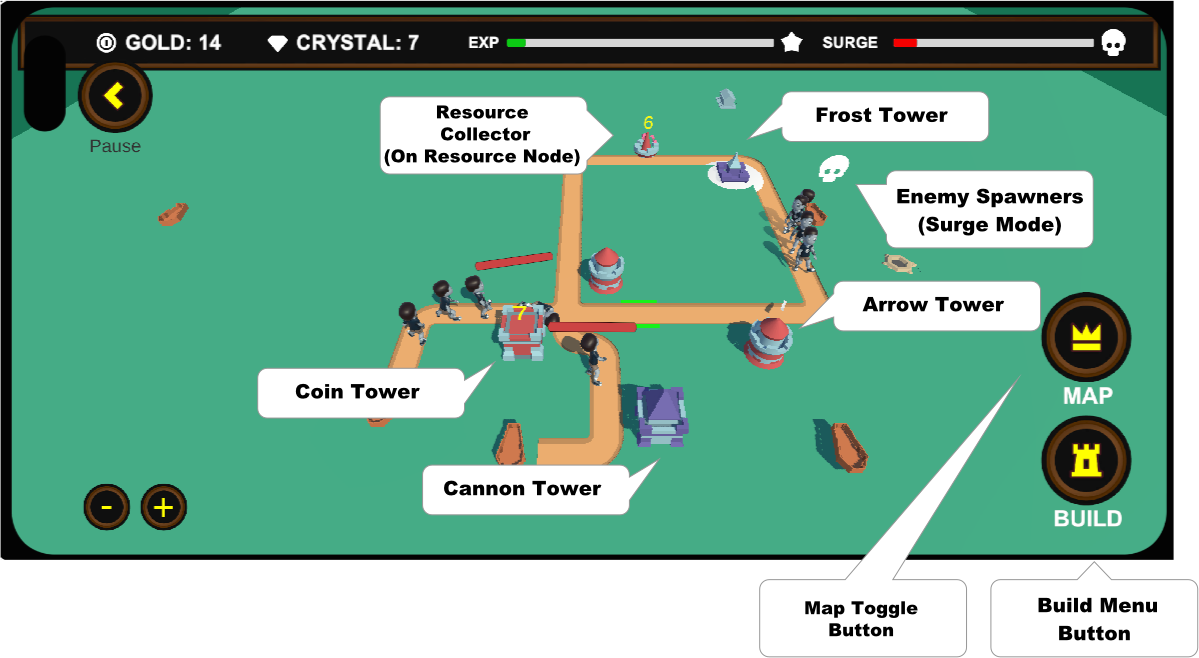 GOLD: 14
CRYSTAL: 7
EXP
SURGE
Pause
Resource
Collector
(On Resource Node)
6
Frost Tower
Enemy Spawners
(Surge Mode)
Arrow Tower
7
Coin Tower
MAP
Cannon Tower
- +
BUILD
Map Toggle
Button
Build Menu
Button